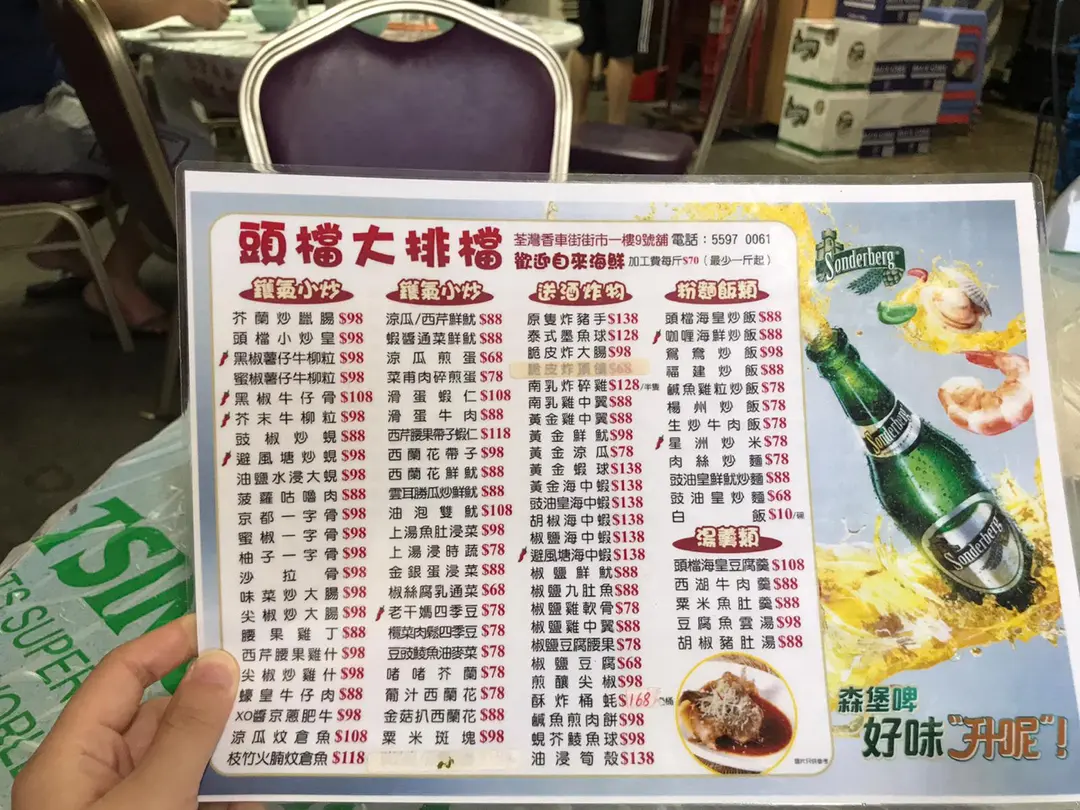 頭檔大排檔
荃灣香車街街市一樓9號舖 電話：5597 0061
歡迎自來海鮮 加工費每斤$70（最少一斤起）
鑊氣小炒
芥蘭炒臘腸$98
頭檔小炒皇$98
黑椒薯仔牛柳粒$98
蜜椒薯仔牛柳粒$98
黑椒牛仔骨$108
芥末牛柳粒$98
豉椒炒蜆$88
避風塘炒蜆$98
油鹽水浸大蜆$98
菠蘿咕嚕肉$88
京都一字骨$98
蜜椒一字骨$98
柚子一字骨$98
沙拉骨$98
味菜炒大腸$98
尖椒炒大腸$98
腰果雞丁$88
西芹腰果雞什$98
尖椒炒雞什$98
蠔皇牛仔肉$88
XO醬京蔥肥牛$98
涼瓜炆倉魚$108
枝竹火腩炆倉魚$118
鑊氣小炒
涼瓜/西芹鮮魷$88
蝦醬通菜鮮魷$88
涼瓜煎蛋$68
菜甫肉碎煎蛋$78
滑蛋蝦仁$108
滑蛋牛肉$88
西芹腰果帶子蝦仁$118
西蘭花帶子$98
西蘭花鮮魷$88
雲耳勝瓜炒鮮魷$88
油泡雙魷$108
上湯魚肚浸菜$98
上湯浸時蔬$78
金銀蛋浸菜$88
椒絲腐乳通菜$68
老干媽四季豆$78
欖菜肉鬆四季豆$78
豆豉鯪魚油麥菜$78
啫啫芥蘭$78
葡汁西蘭花$78
金菇扒西蘭花$88
粟米斑塊$98
送酒炸物
原隻炸豬手$138
泰式墨魚球$128
脆皮炸大腸$98
南乳炸碎雞$128/半隻
南乳雞中翼$88
黃金鮮魷$98
黃金涼瓜$78
黃金蝦球$138
黃金海中蝦$138
豉油皇海中蝦$138
胡椒海中蝦$138
避風塘海中蝦$138
椒鹽鮮魷$88
椒鹽九肚魚$88
椒鹽雞軟骨$78
椒鹽雞中翼$88
椒鹽豆腐腰果$78
椒鹽豆腐$68
煎釀尖椒$98
酥炸桶蚝$168
鹹魚煎肉餅$98
蜆芥鯪魚球$98
油浸筍殼$138
粉麵飯類
頭檔海皇炒飯$88
咖喱海鮮炒飯$88
鴛鴦炒飯$98
福建炒飯$88
鹹魚雞粒炒飯$78
楊州炒飯$78
生炒牛肉飯$78
星洲炒米$78
肉絲炒麵$78
豉油皇鮮魷炒麵$88
豉油皇炒麵$68
白飯$10/碗
湯羹類
頭檔海皇豆腐羹$108
西湖牛肉羹$88
粟米魚肚羹$88
豆腐魚雲湯$98
胡椒豬肚湯$88
圖片只供參考
Sonderberg
Sonderberg
Sonderberg
森堡啤
好味"升呢"！
Sonderberg